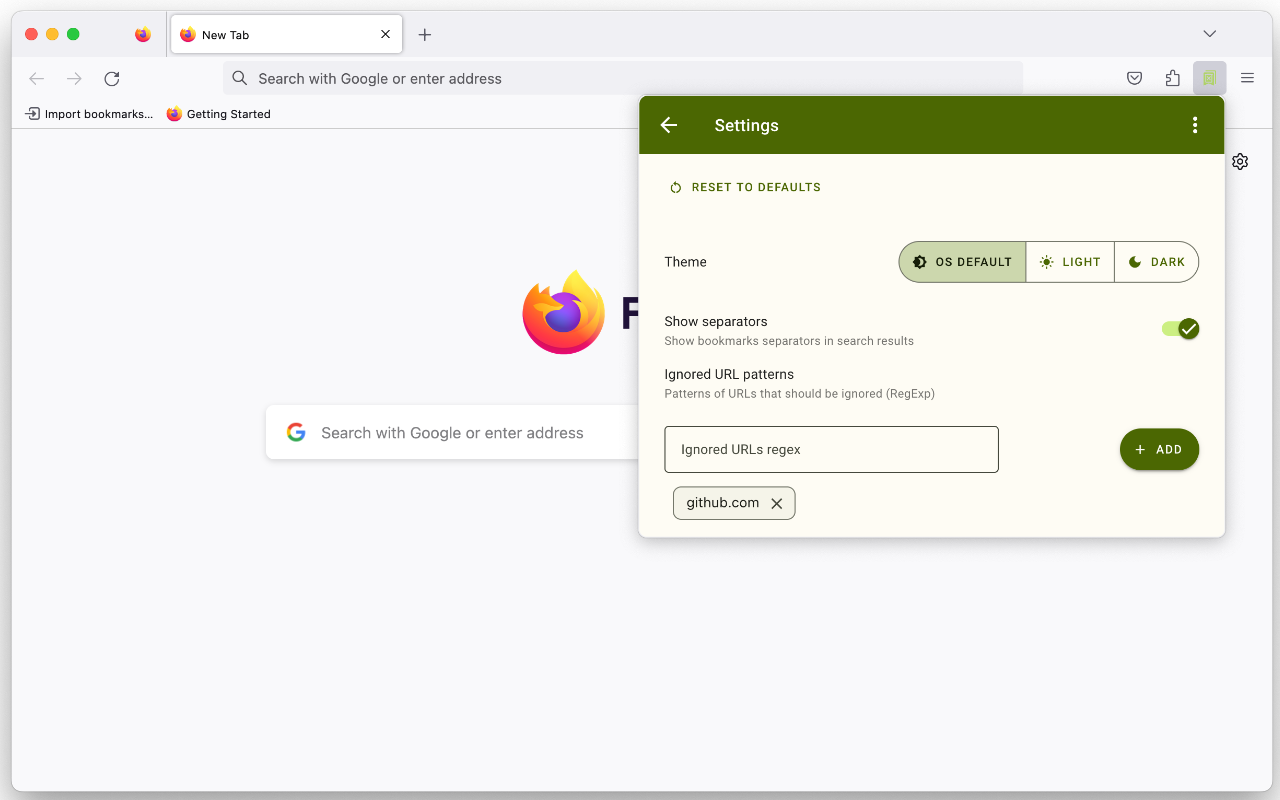 New Tab
Search with Google or enter address
Import bookmarks...
Getting Started
Settings
RESET TO DEFAULTS
Theme
OS DEFAULT
LIGHT
DARK
Show separators
Show bookmarks separators in search results
Ignored URL patterns
Patterns of URLs that should be ignored (RegExp)
Ignored URLs regex
+ ADD
github.com
F
Search with Google or enter address